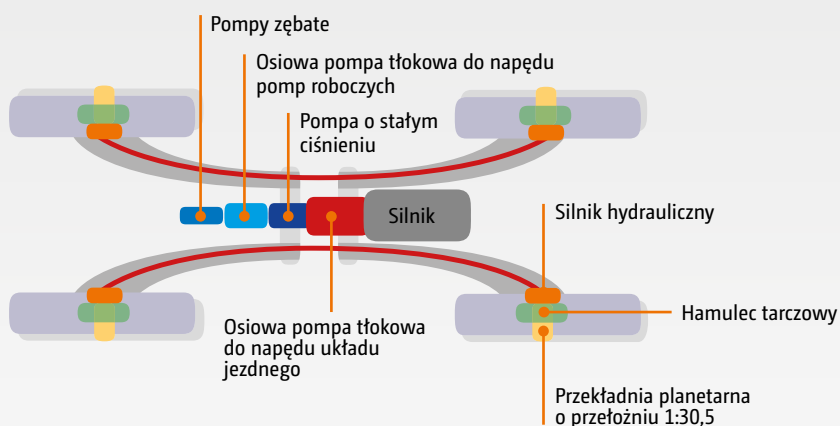 Pompy zębate
Osiowa pompa tłokowa do napędu
pomp roboczych
Pompa o stałym
ciśnieniu
Silnik
Silnik hydrauliczny
Hamulec tarczowy
Osiowa pompa tłokowa
do napędu układu
jezdnego
Przekładnia planetarna
o przełożniu 1:30,5